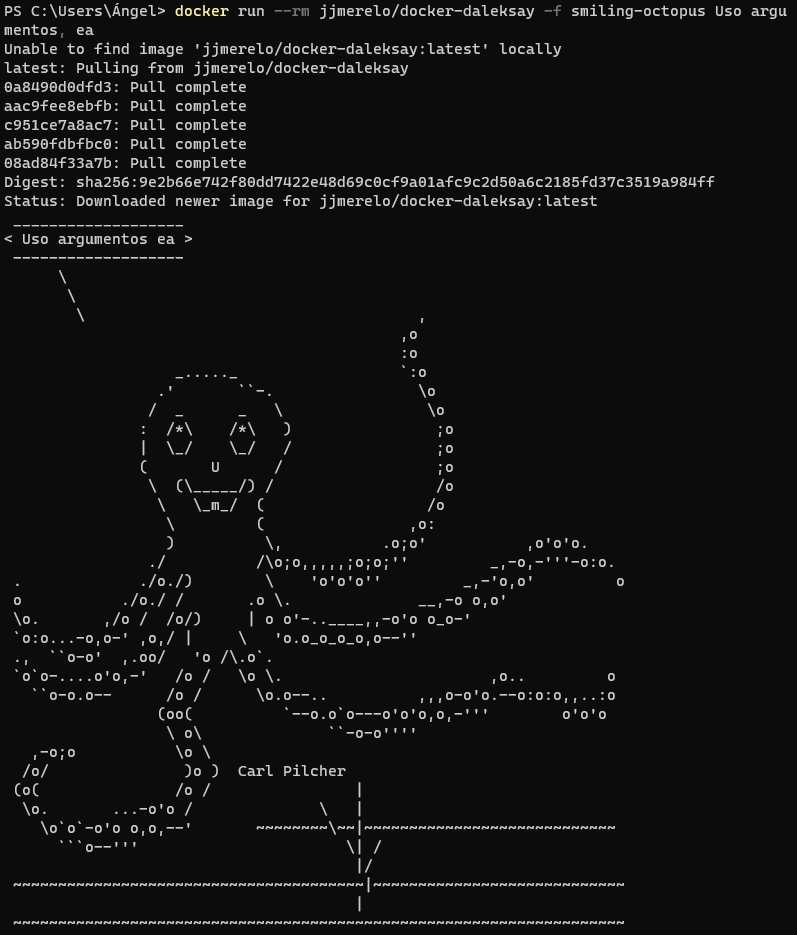 PS C:\Users\Ángel> docker run --rm jjmerelo/docker-daleksay -f smiling-octopus Uso argu
mentos, ea
Unable to find image 'jjmerelo/docker-daleksay:latest' locally
latest: Pulling from jjmerelo/docker-daleksay
0a8490d0dfd3: Pull complete
aac9fee8ebfb: Pull complete
c951ce7a8ac7: Pull complete
ab590fdbfbc0: Pull complete
08ad84f33a7b: Pull complete
Digest: sha256:9e2b66e742f80dd7422e48d69c0cf9a01afc9c2d50a6c2185fd37c3519a984ff
Status: Downloaded newer image for jjmerelo/docker-daleksay:latest
< Uso argumentos ea >
Carl Pilcher